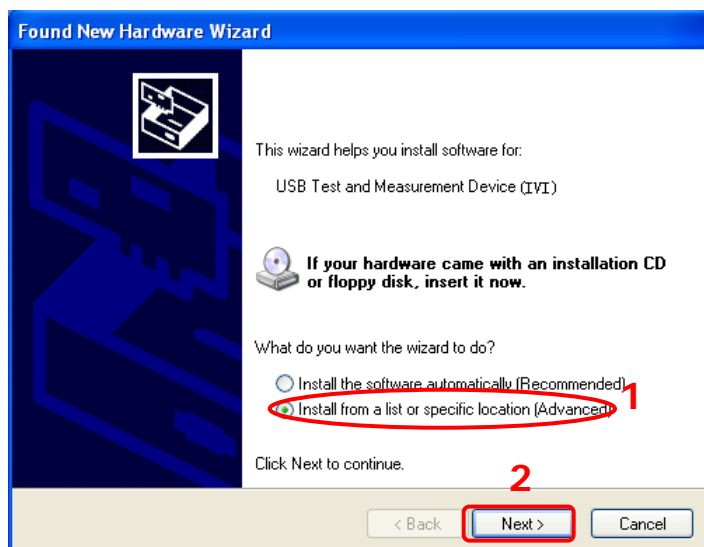 Found New Hardware Wizard
This wizard helps you install software for:
USB Test and Measurement Device (IVI)
If your hardware came with an installation CD
or floppy disk, insert it now.
What do you want the wizard to do?
Install the software automatically (Recommended)
Install from a list or specific location (Advanced)
1
Click Next to continue.
2
< Back
Next >
Cancel